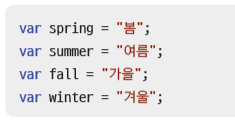 var spring = "봄";
var summer = "여름";
var fall = "가을";
var winter = "겨울";